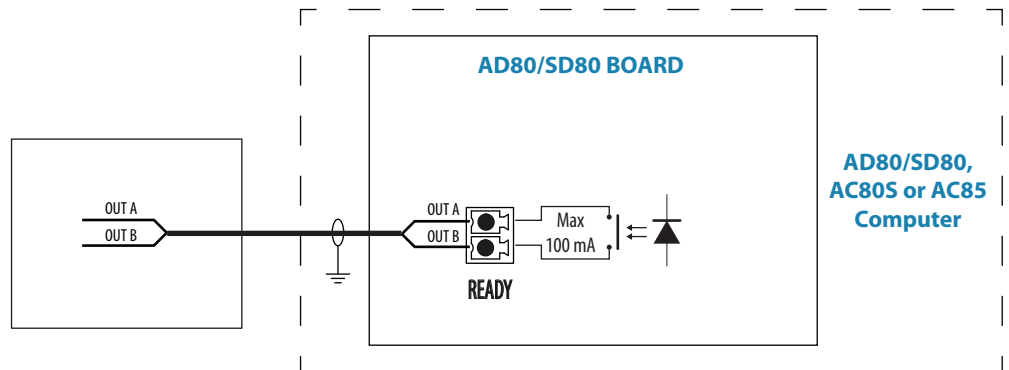 AD80/SD80 BOARD
AD80/SD80,
AC80S or AC85
Computer
OUT A
OUT B
OUT A
OUT B
Max
100 mA
READY